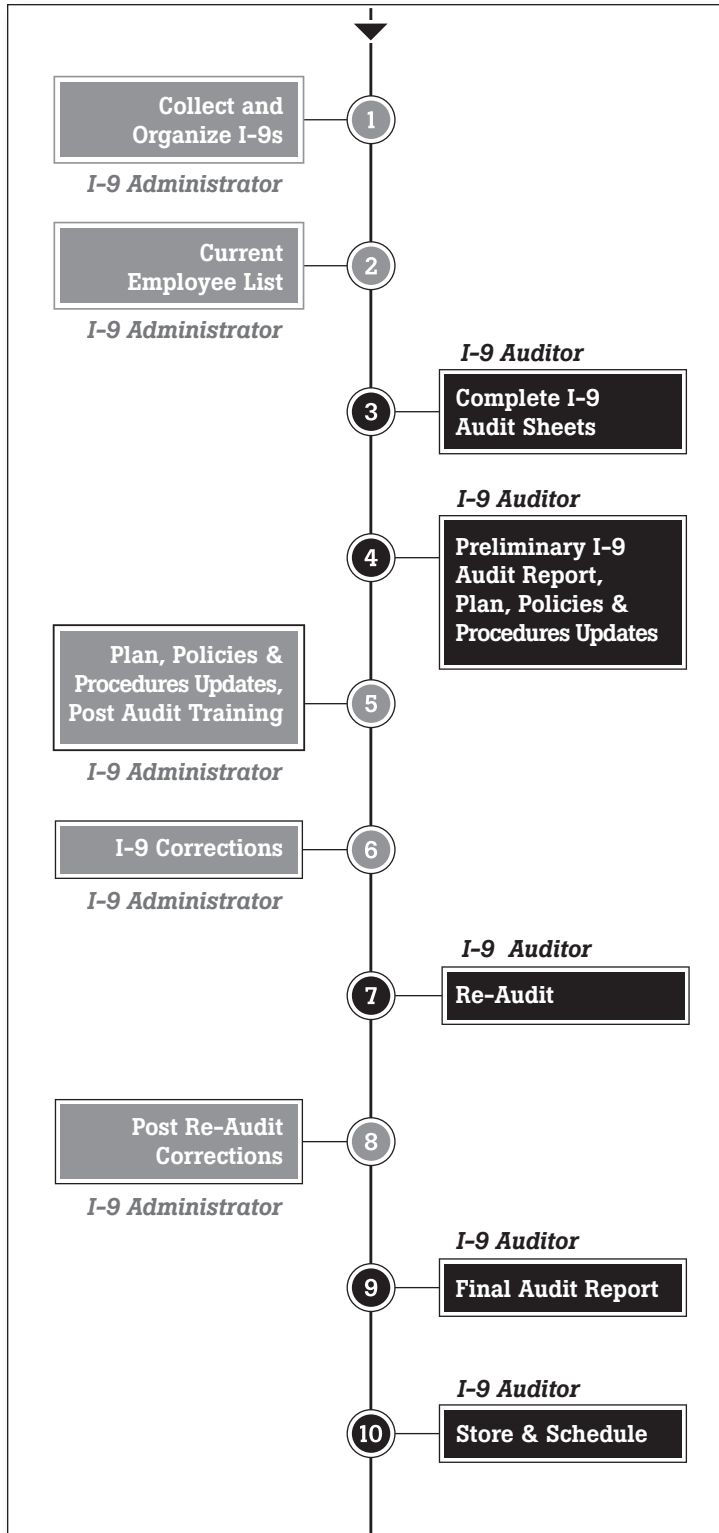 Collect and
Organize I-9s
1
I-9 Administrator
Current
Employee List
2
I-9 Administrator
I-9 Auditor
3
Complete I-9
Audit Sheets
I-9 Auditor
4
Preliminary I-9
Audit Report,
Plan, Policies &
Procedures Updates
Plan, Policies &
Procedures Updates,
Post Audit Training
5
I-9 Administrator
I-9 Corrections
6
I-9 Administrator
I-9 Auditor
7
Re-Audit
Post Re-Audit
Corrections
8
I-9 Administrator
I-9 Auditor
9
Final Audit Report
I-9 Auditor
10
Store & Schedule